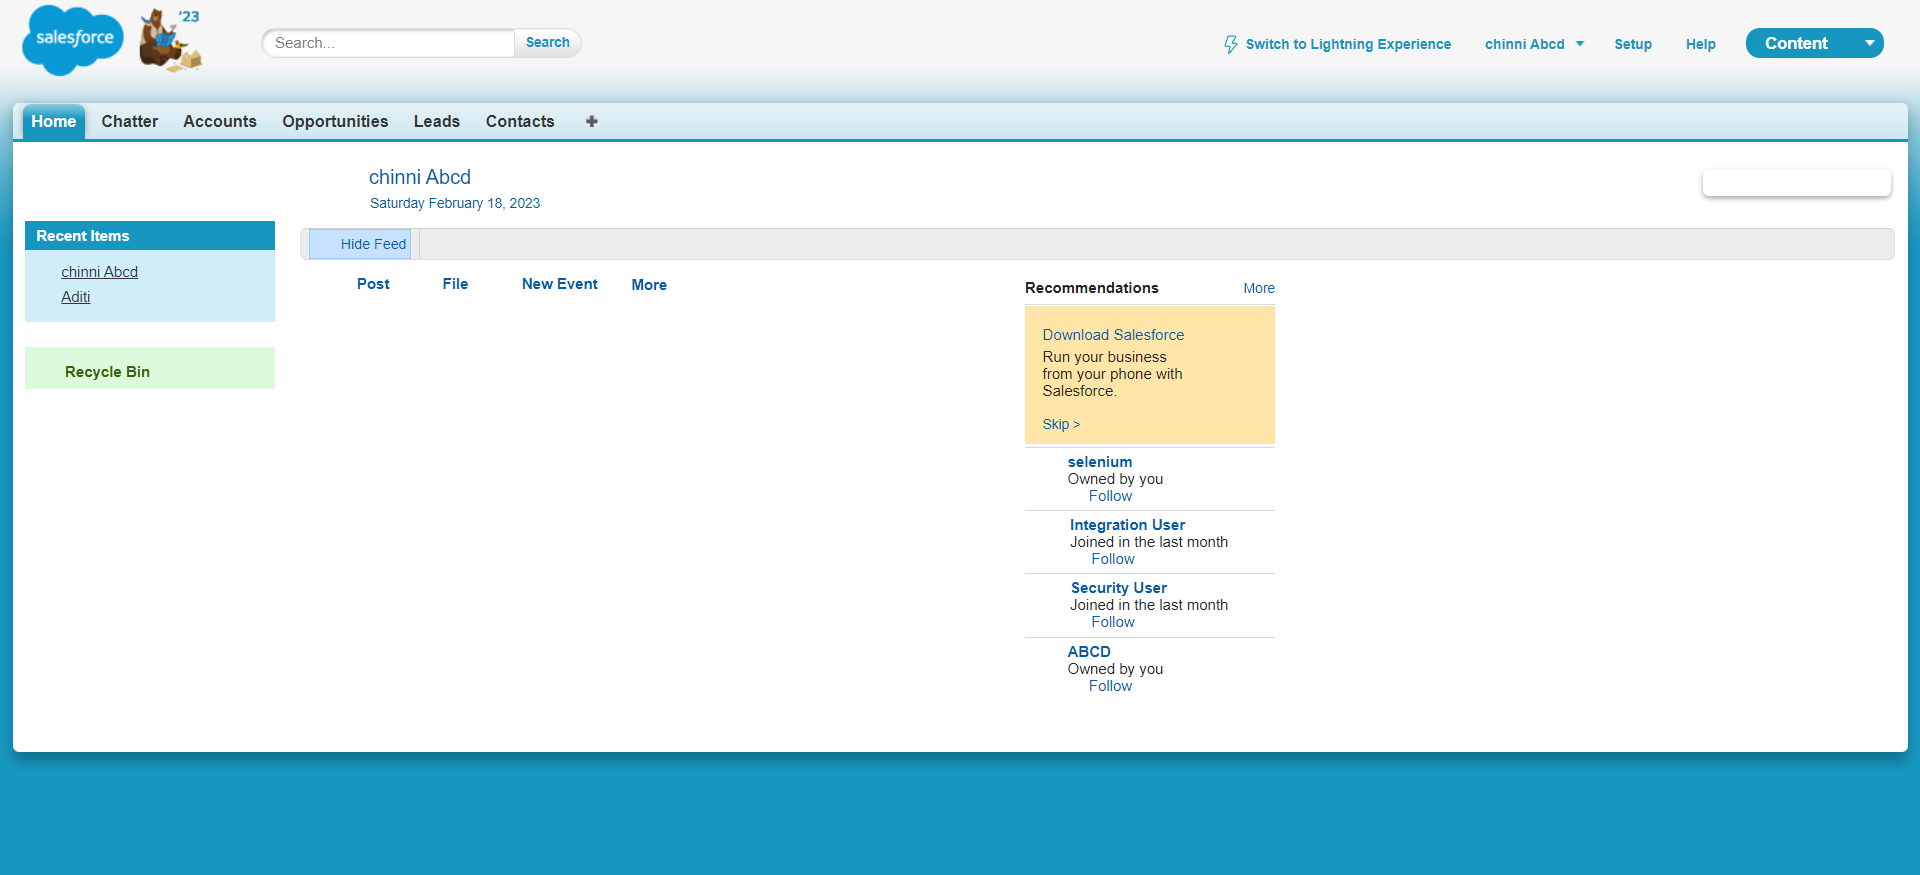 salesforce
'23
Search...
Search
Switch to Lightning Experience
chinni Abcd
Setup
Help
Content
Home
Chatter
Accounts
Opportunities
Leads
Contacts
chinni Abcd
Saturday February 18, 2023
Recent Items
chinni Abcd
Aditi
Recycle Bin
Hide Feed
Post
File
New Event
More
Recommendations
More
Download Salesforce
Run your business
from your phone with
Salesforce.
Skip >
selenium
Owned by you
Follow
Integration User
Joined in the last month
Follow
Security User
Joined in the last month
Follow
ABCD
Owned by you
Follow